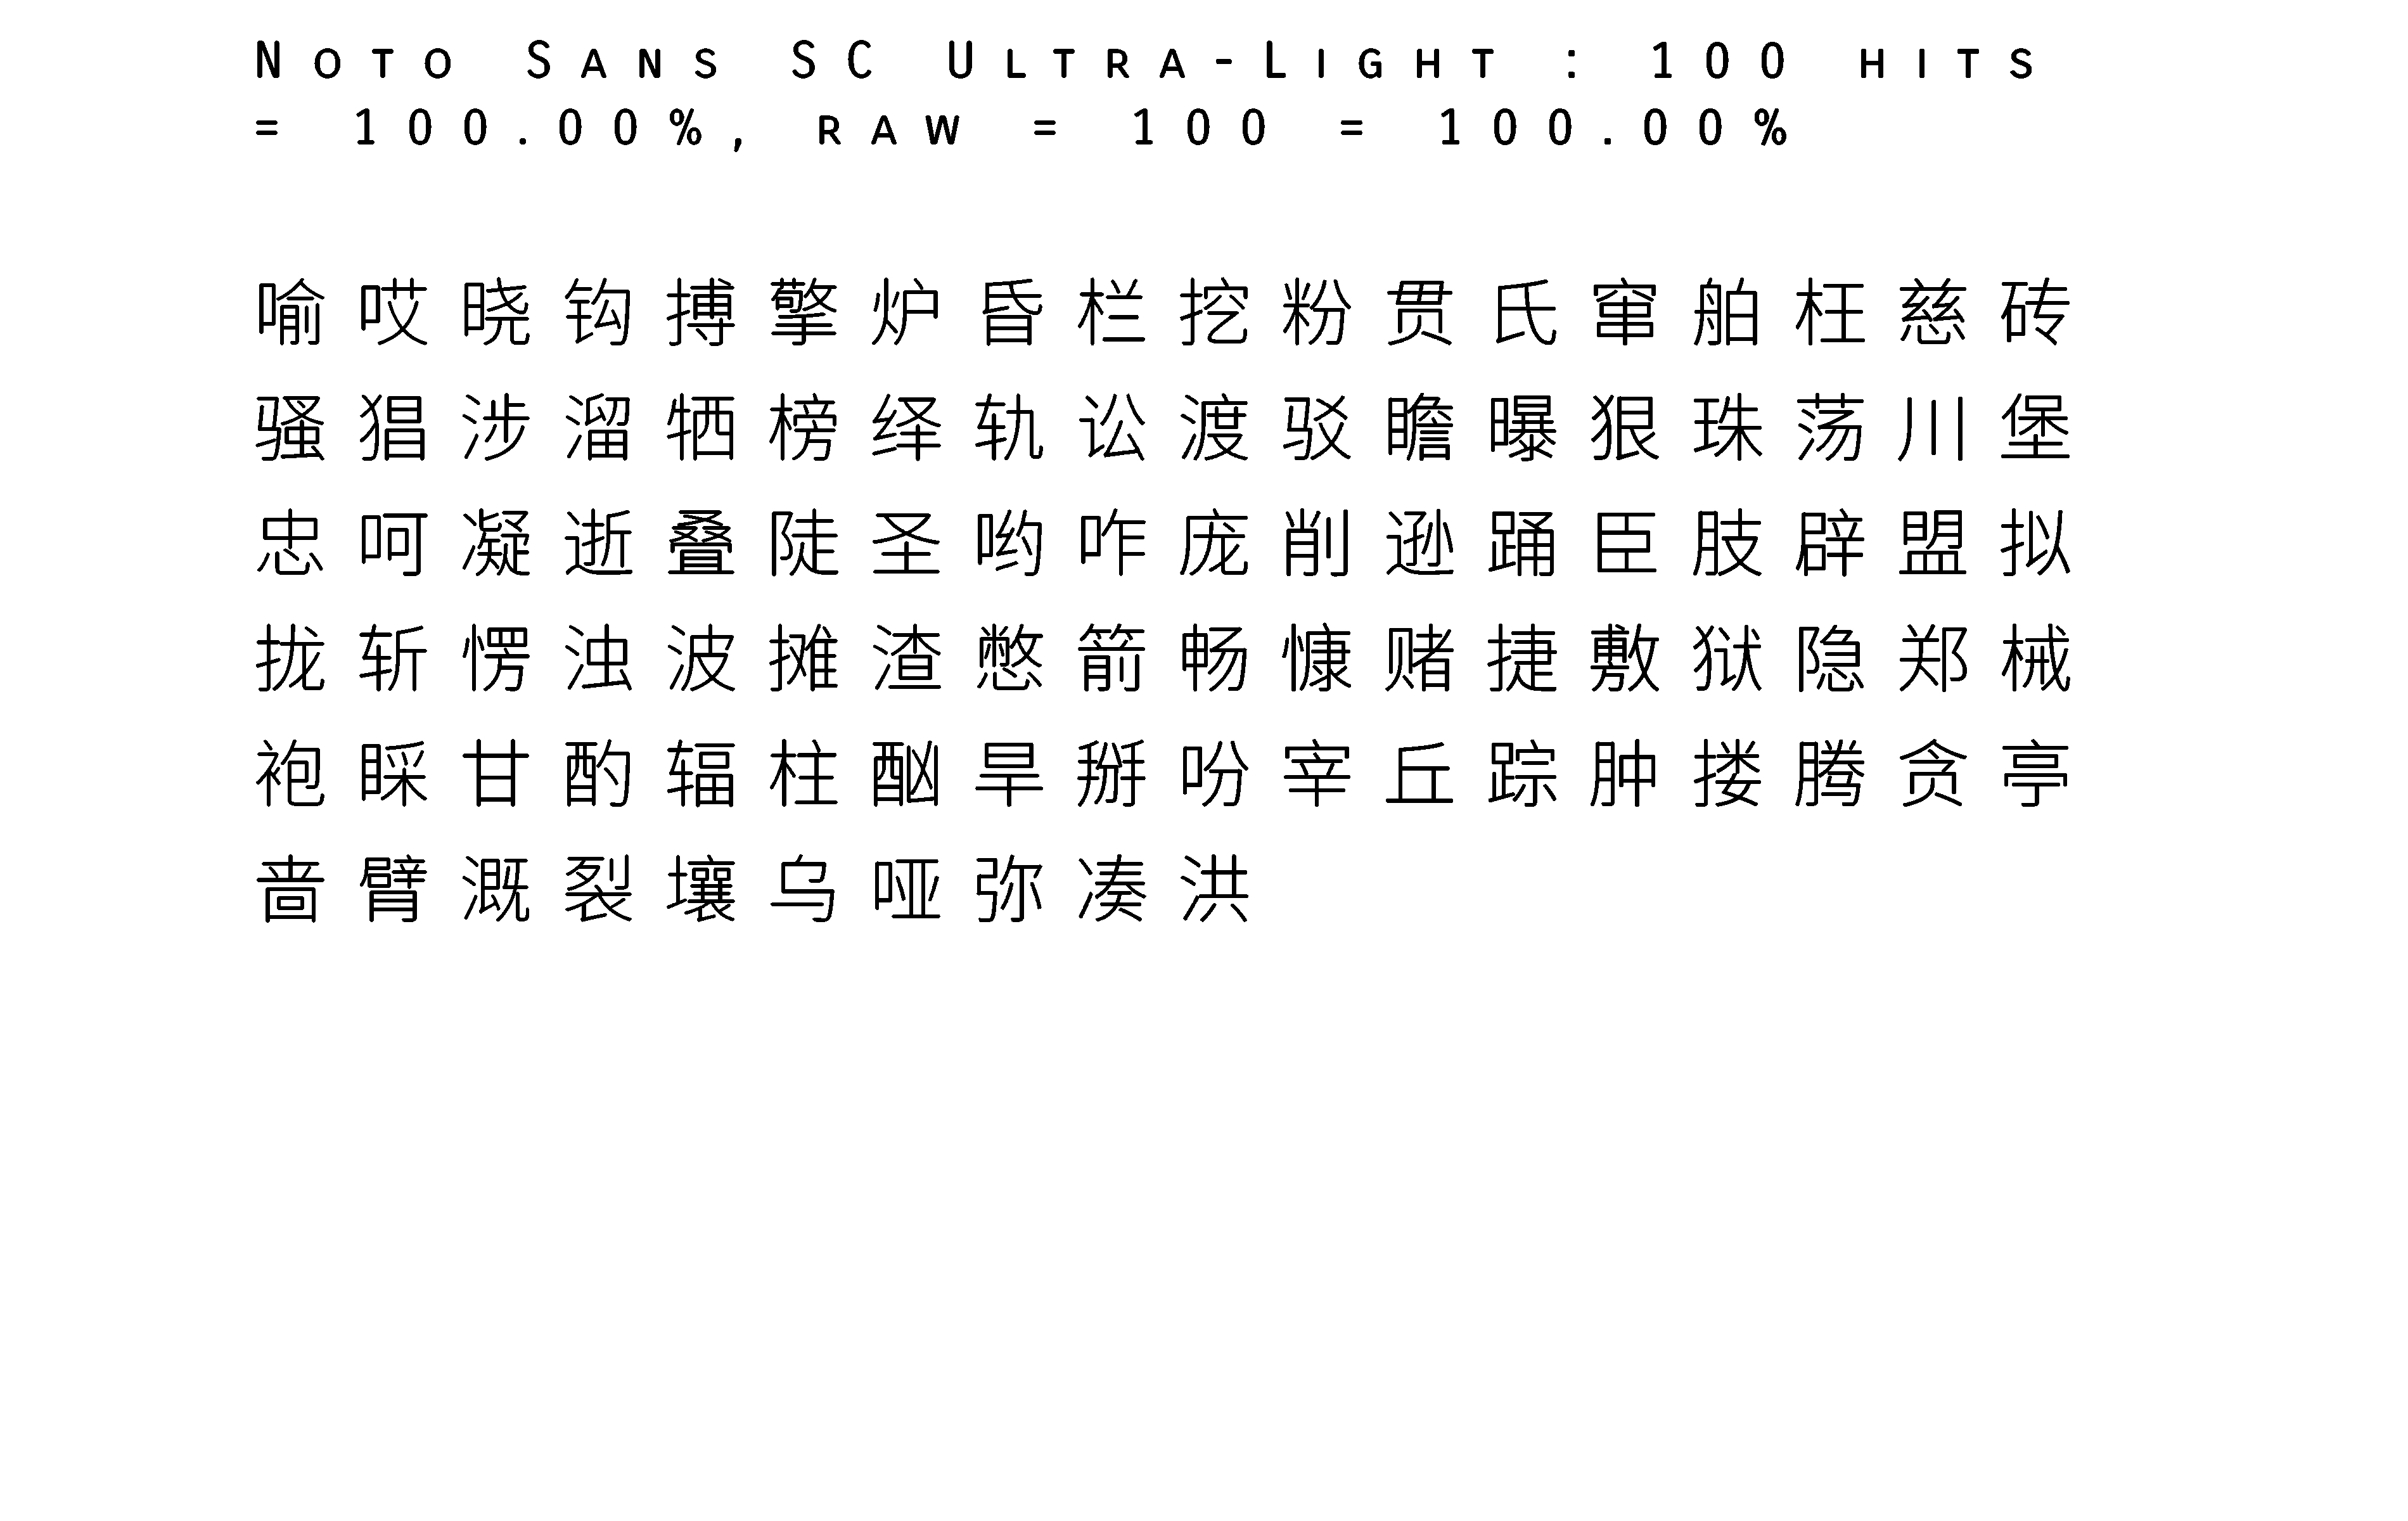 Noto Sans SC Ultra-Light : 100 hits
= 100.00%, raw = 100 = 100.00%
喻哎晓钩搏擎炉昏栏挖粉贯氏窜舶枉慈砖
骚猖涉溜牺榜绎轨讼渡驳瞻曝狠珠荡川堡
忠呵凝逝叠陡圣哟咋庞削逊踊臣肢辟盟拟
拢斩愕浊波摊渣憋箭畅慷赌捷敷狱隐郑械
袍睬甘酌辐柱酗旱掰吩宰丘踪肿搂腾贪亭
啬臂溉裂壤乌哑弥凑洪